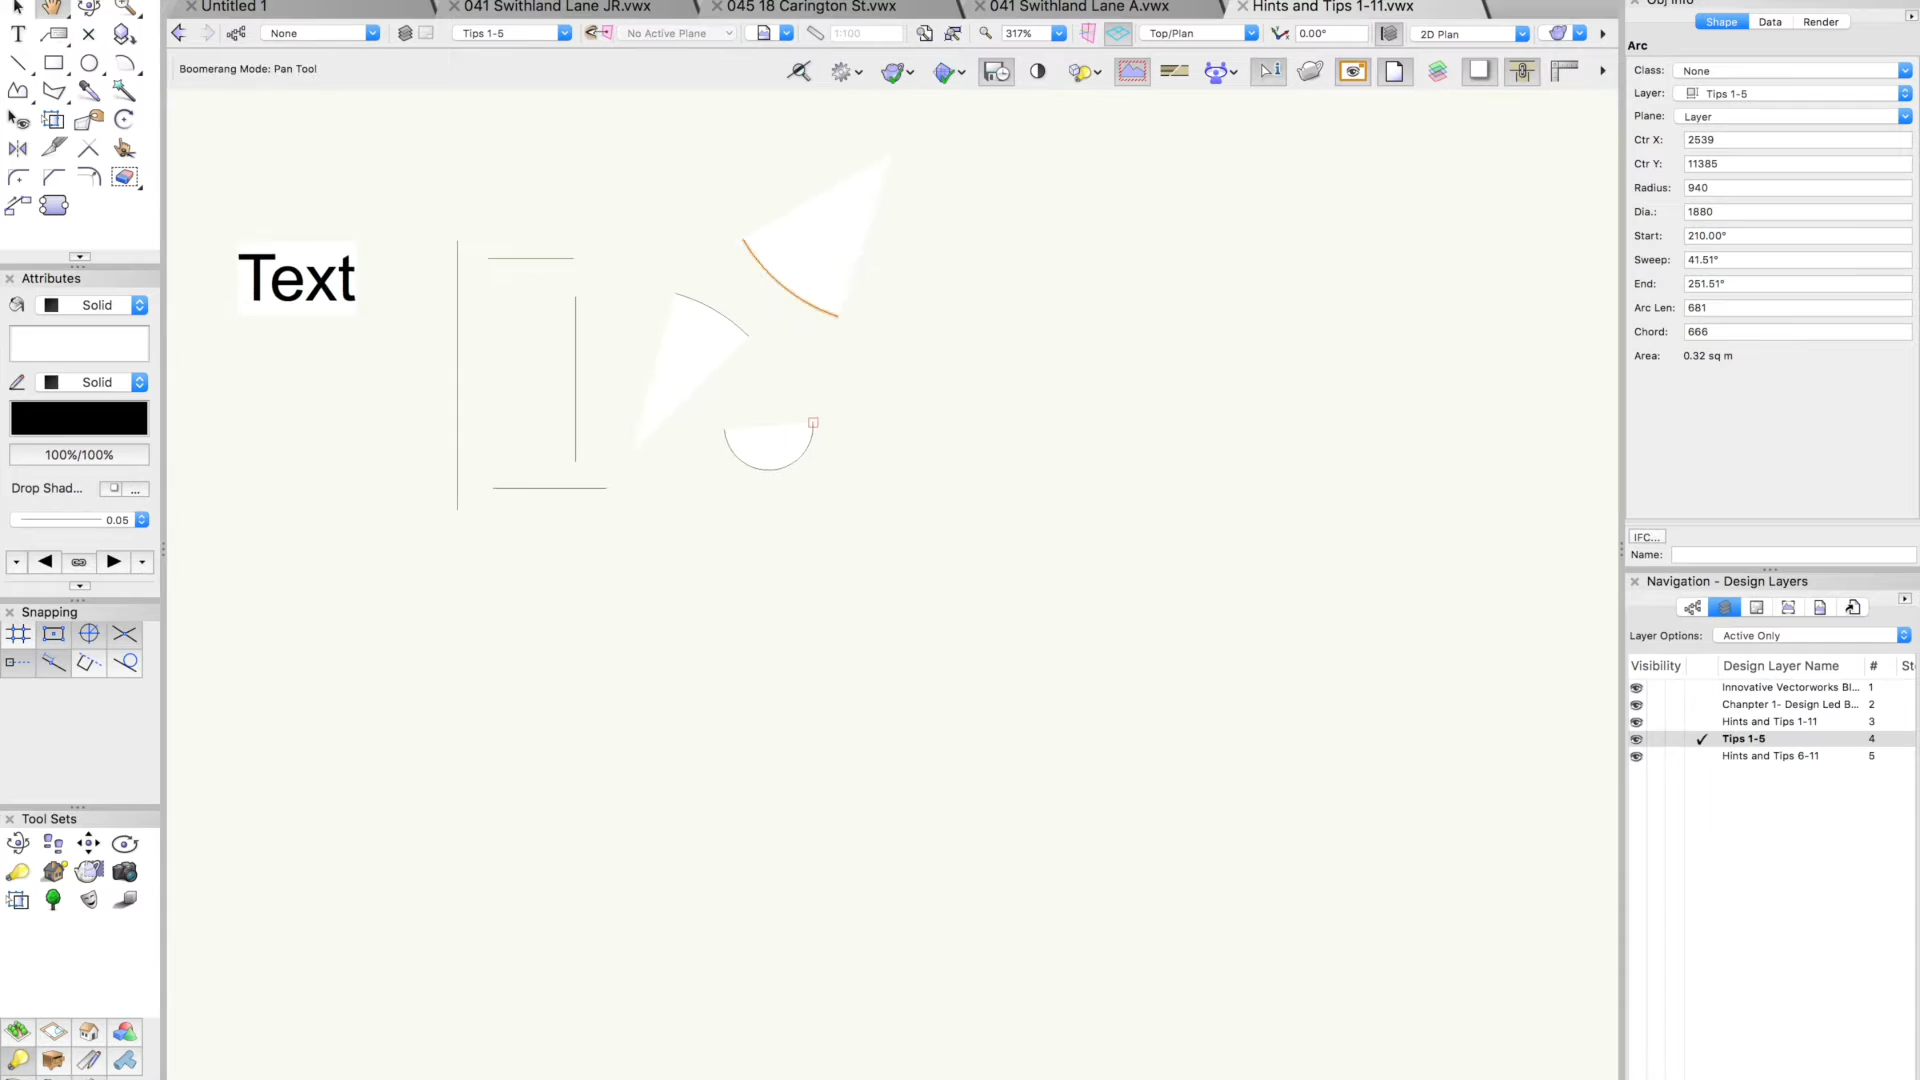 Untitled 1
041 Swithland Lane JR.vwx
045 18 Carington St.vwx
041 Swithland Lane A.vwx
Hints and Tips 1-11.vwx
None
Tips 1-5
No Active Plane
1:100
317%
Top/Plan
0.00°
2D Plan
Boomerang Mode: Pan Tool
Text
Attributes
Solid
Solid
100%/100%
Drop Shad...
...
0.05
Snapping
Tool Sets
Obj Info
Shape
Data
Render
Arc
Class: None
Layer: Tips 1-5
Plane: Layer
Ctr X: 2539
Ctr Y: 11385
Radius: 940
Dia.: 1880
Start: 210.00°
Sweep: 41.51°
End: 251.51°
Arc Len: 681
Chord: 666
Area: 0.32 sq m
IFC...
Name:
Navigation - Design Layers
Layer Options: Active Only
Visibility Design Layer Name # St
Innovative Vectorworks Bl... 1
Chanpter 1- Design Led B... 2
Hints and Tips 1-11 3
Tips 1-5 4
Hints and Tips 6-11 5